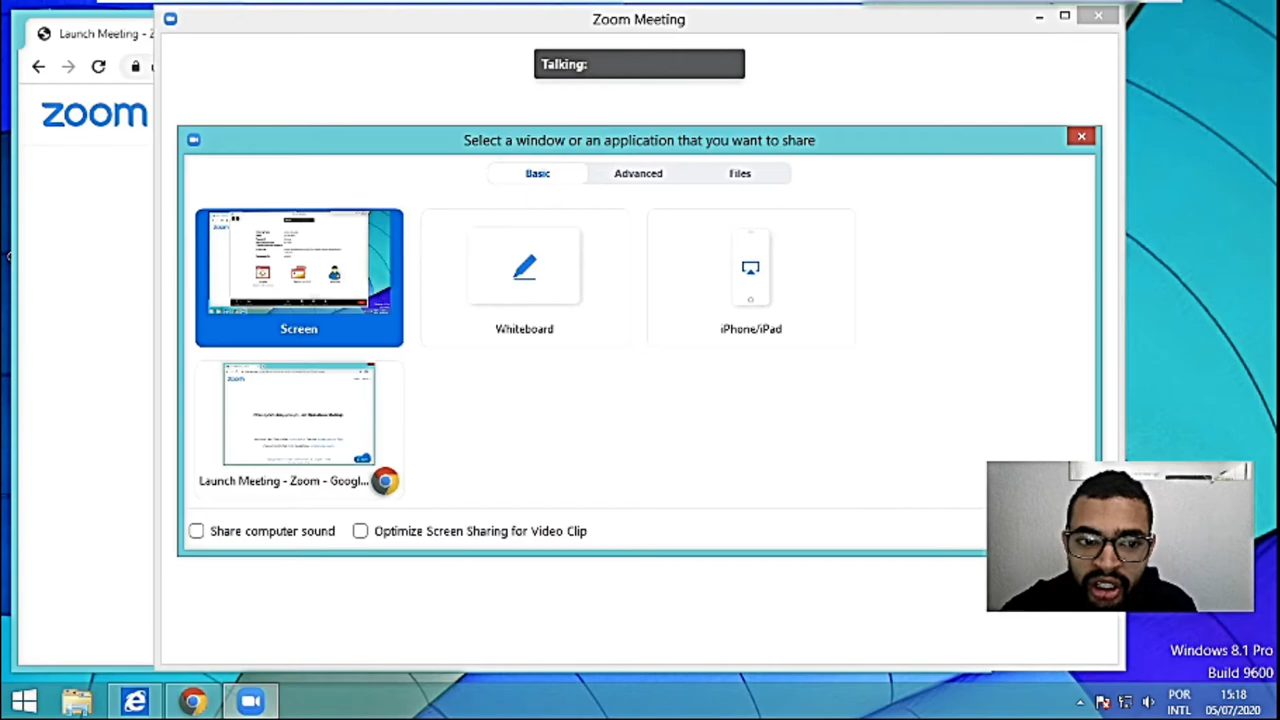 Zoom Meeting
Launch Meeting - Z
Talking:
zoom
Select a window or an application that you want to share
Basic
Advanced
Files
Screen
Whiteboard
iPhone/iPad
zoom
Launch Meeting - Zoom - Googl...
Share computer sound
Optimize Screen Sharing for Video Clip
Windows 8.1 Pro
Build 9600
POR
15:18
INTL
05/07/2020